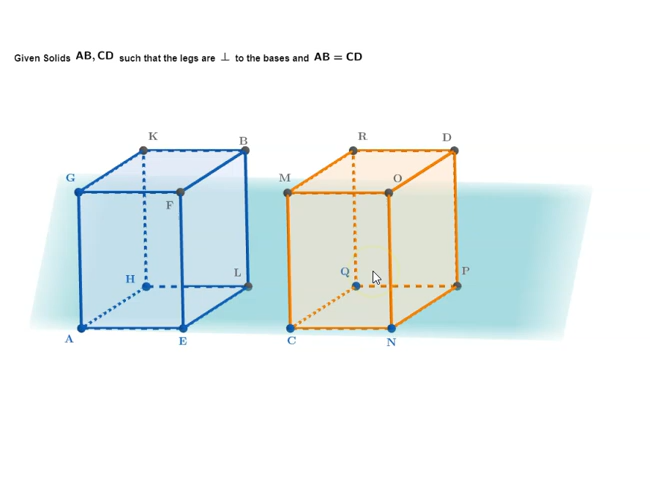 Given Solids AB, CD such that the legs are ⊥ to the bases and AB = CD
K B R D
G M O
F
H L Q P
A E C N